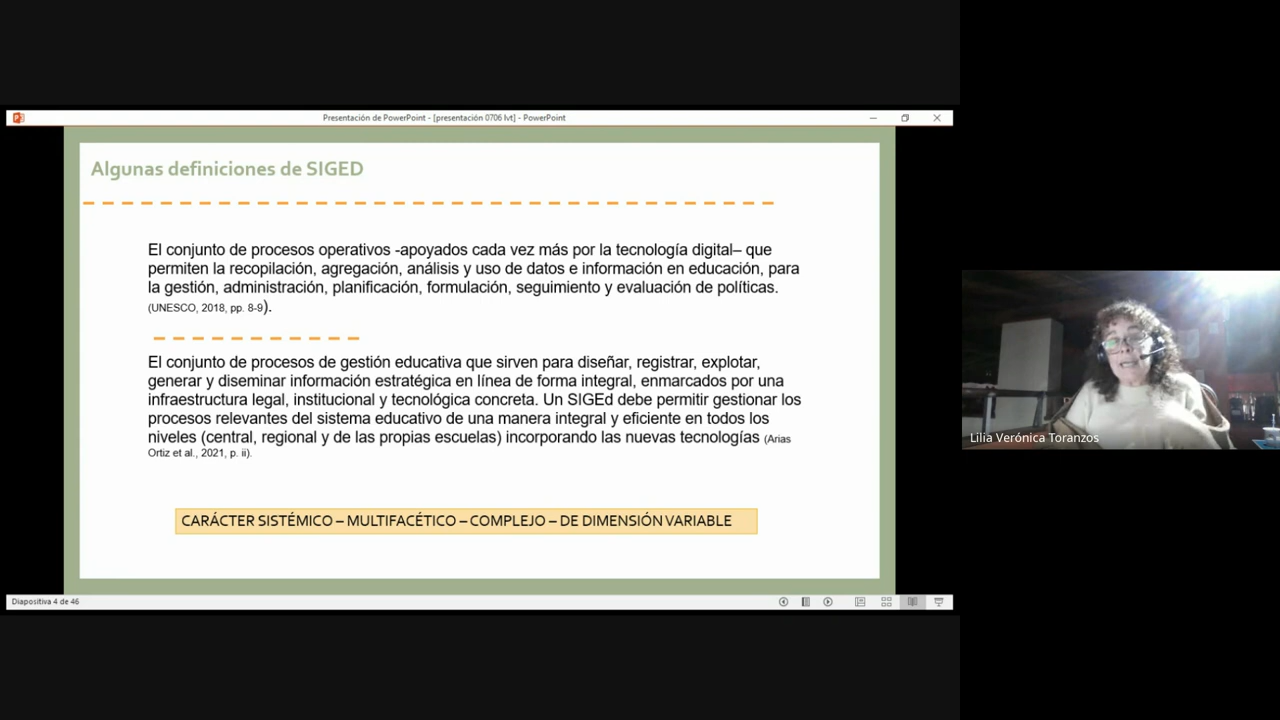 Presentación de PowerPoint - [presentación 0706 lvt] - PowerPoint
Algunas definiciones de SIGED
El conjunto de procesos operativos -apoyados cada vez más por la tecnología digital– que
permiten la recopilación, agregación, análisis y uso de datos e información en educación, para
la gestión, administración, planificación, formulación, seguimiento y evaluación de políticas.
(UNESCO, 2018, pp. 8-9).
El conjunto de procesos de gestión educativa que sirven para diseñar, registrar, explotar,
generar y diseminar información estratégica en línea de forma integral, enmarcados por una
infraestructura legal, institucional y tecnológica concreta. Un SIGEd debe permitir gestionar los
procesos relevantes del sistema educativo de una manera integral y eficiente en todos los
niveles (central, regional y de las propias escuelas) incorporando las nuevas tecnologías (Arias
Ortiz et al., 2021, p. ii).
CARÁCTER SISTÉMICO – MULTIFACÉTICO – COMPLEJO – DE DIMENSIÓN VARIABLE
Diapositiva 4 de 46
Lilia Verónica Toranzos